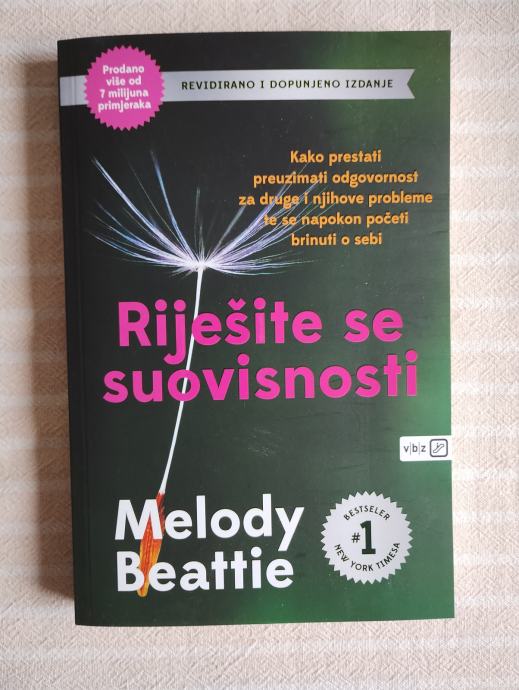 Prodano
više od
7 milijuna
primjeraka
REVIDIRANO I DOPUNJENO IZDANJE
Kako prestati
preuzimati odgovornost
za druge i njihove probleme
te se napokon početi
brinuti o sebi
Riješite se
suovisnosti
v|b|z
Melody
Beattie
BESTSELER
#1
NEW YORK TIMESA